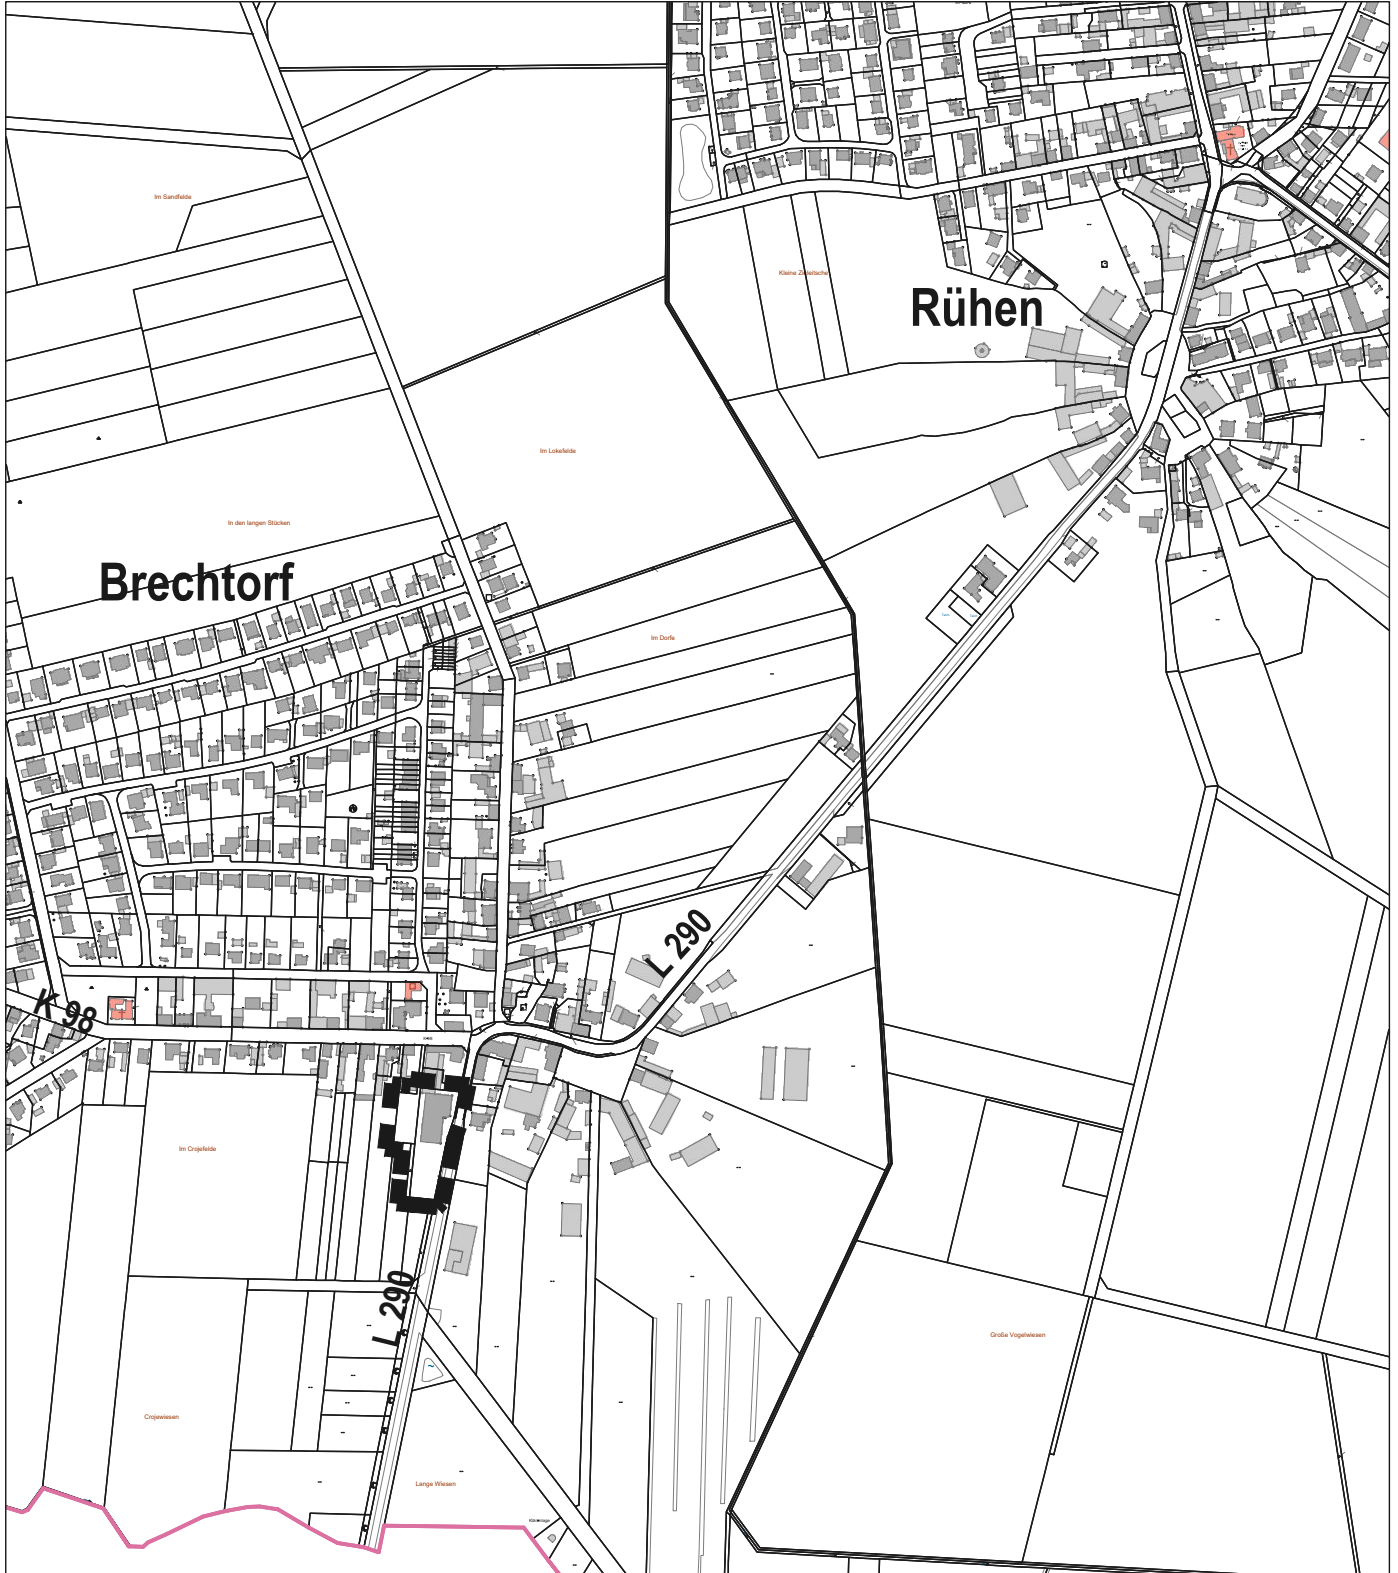 Im Sandfelde
Kleine Zieleitsche
Rühen
Im Lokefelde
In den langen Stücken
Brechtorf
Im Dorfe
L 290
K 98
Im Crojefelde
L 290
Große Vogelwiesen
Crojewiesen
Lange Wiesen